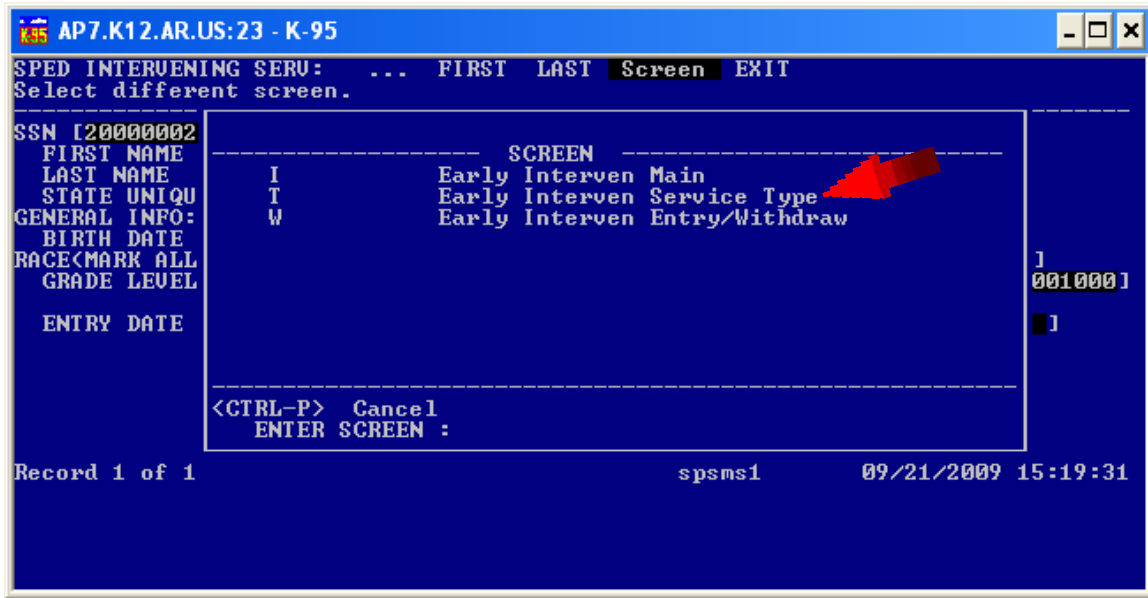 K-95 AP7.K12.AR.US:23 - K-95
SPED INTERVENING SERV: ... FIRST LAST Screen EXIT
Select different screen.
SSN [20000002
FIRST NAME SCREEN
LAST NAME I Early Interven Main
STATE UNIQU T Early Interven Service Type
GENERAL INFO: W Early Interven Entry/Withdraw
BIRTH DATE
RACE(MARK ALL ]
GRADE LEVEL 001000]
ENTRY DATE ]
<CTRL-P> Cancel
ENTER SCREEN :
Record 1 of 1 spsms1 09/21/2009 15:19:31